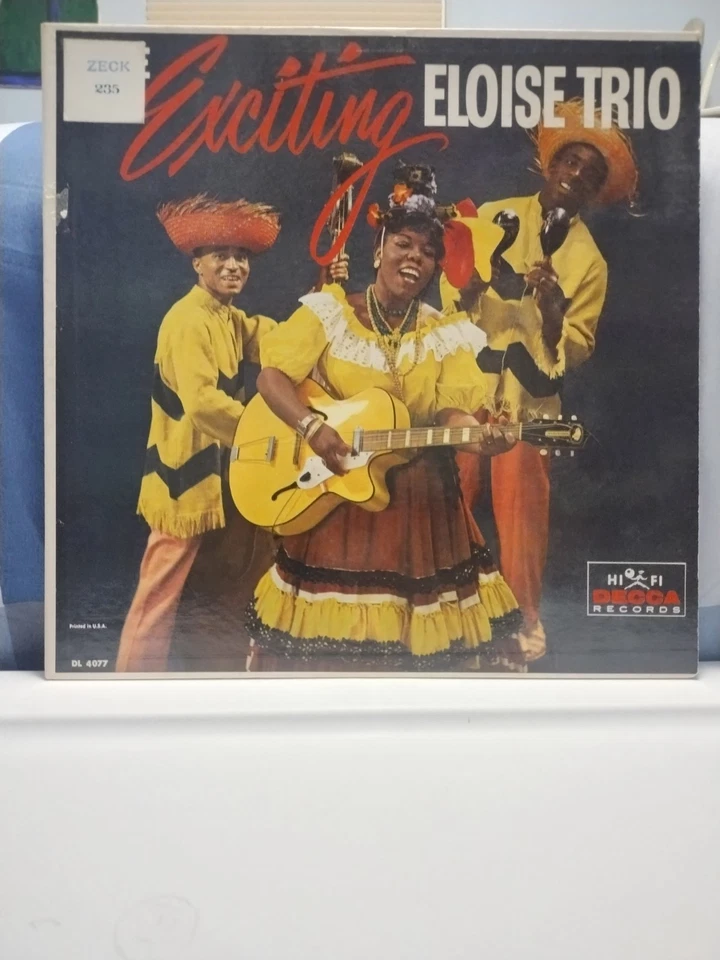 ZECK
235
Exciting ELOISE TRIO
HI FI
DECCA
RECORDS
Printed in U.S.A.
DL 4077